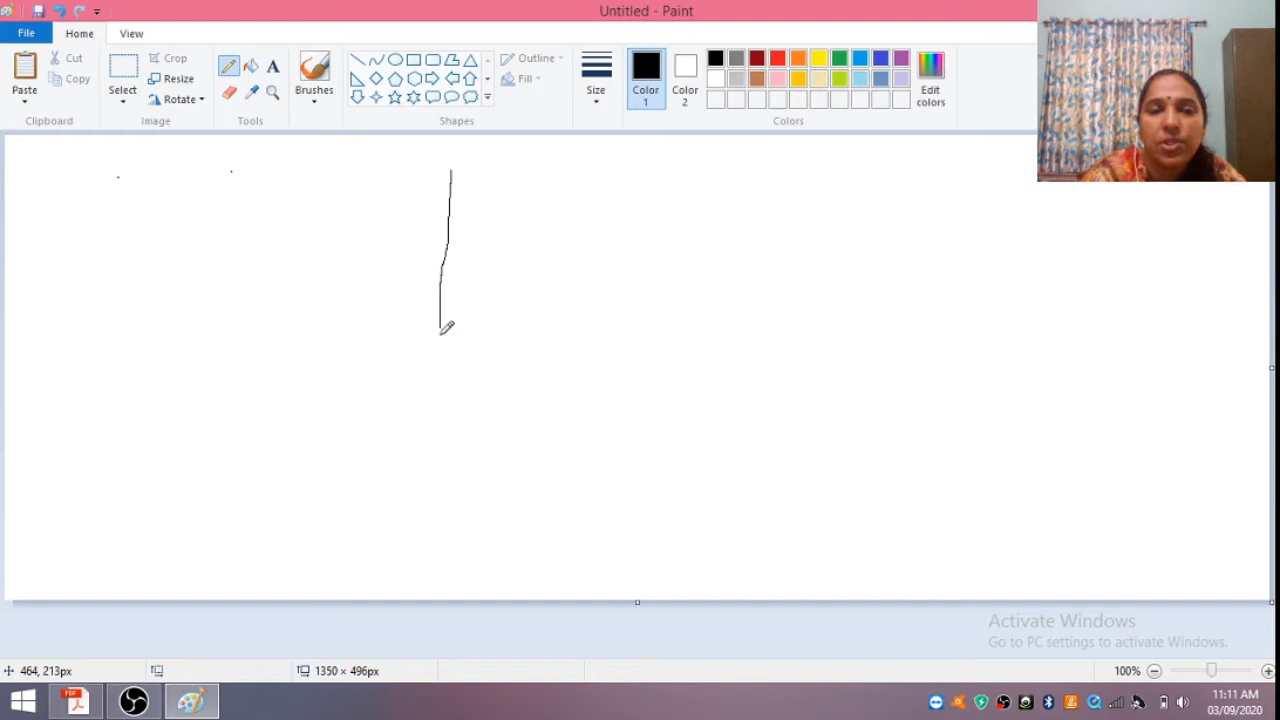 Untitled - Paint
File Home View
Paste Cut Copy
Clipboard
Select Crop Resize Rotate
Image
Tools
Brushes
Outline Fill
Shapes
Size
Color 1
Color 2
Edit colors
Colors
Activate Windows
Go to PC settings to activate Windows.
464, 213px 1350 × 496px 100%
PDF
11:11 AM
03/09/2020